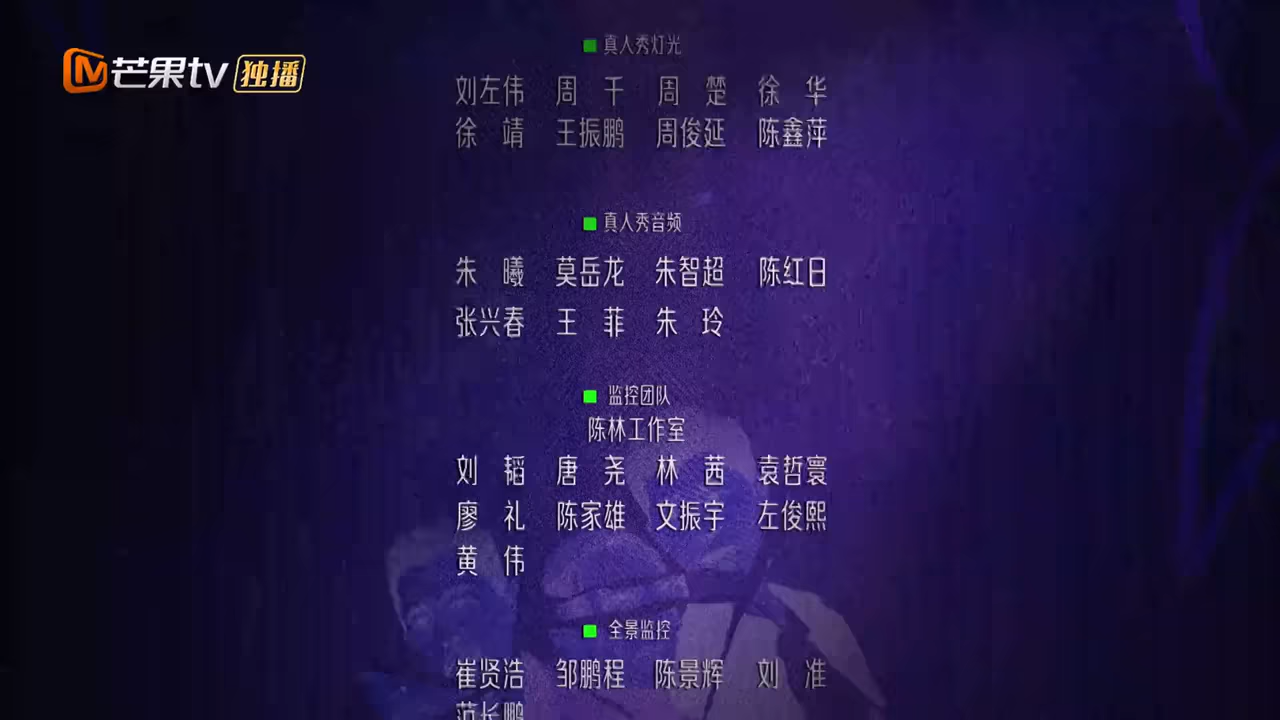 真人秀灯光
芒果tv 独播
刘左伟 周千 周楚 徐华
徐靖 王振鹏 周俊延 陈鑫萍
真人秀音频
朱曦 莫岳龙 朱智超 陈红日
张兴春 王菲 朱玲
监控团队
陈林工作室
刘韬 唐尧 林茜 袁哲寰
廖礼 陈家雄 文振宇 左俊熙
黄伟
全景监控
崔贤浩 邹鹏程 陈景辉 刘准
范长鹏